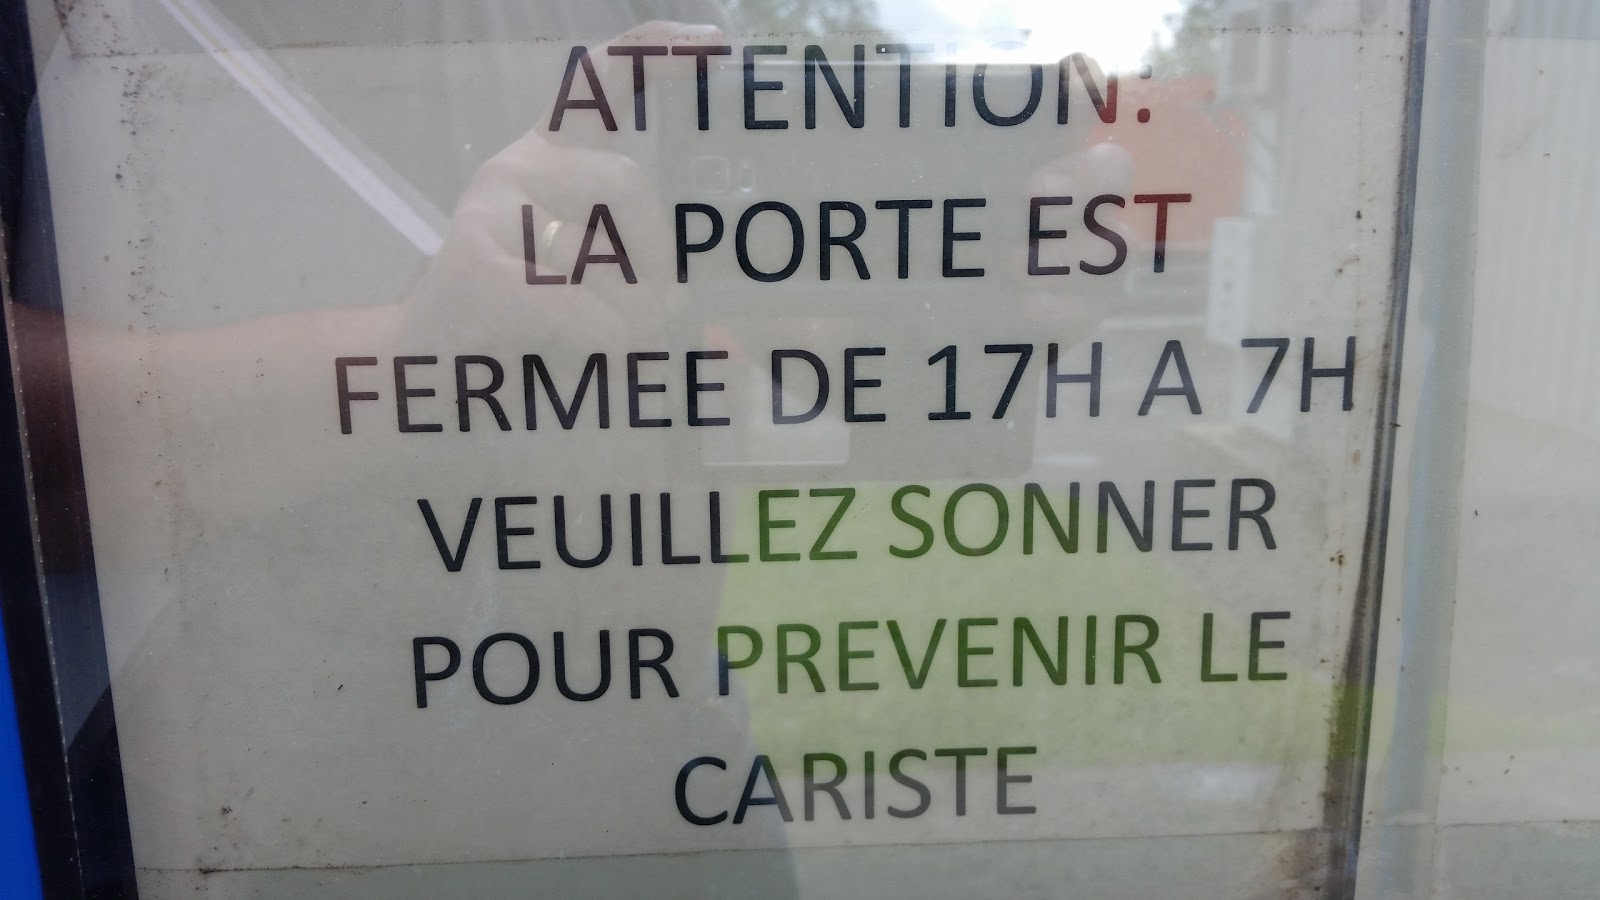 ATTENTION:
LA PORTE EST
FERMEE DE 17H A 7H
VEUILLEZ SONNER
POUR PREVENIR LE
CARISTE